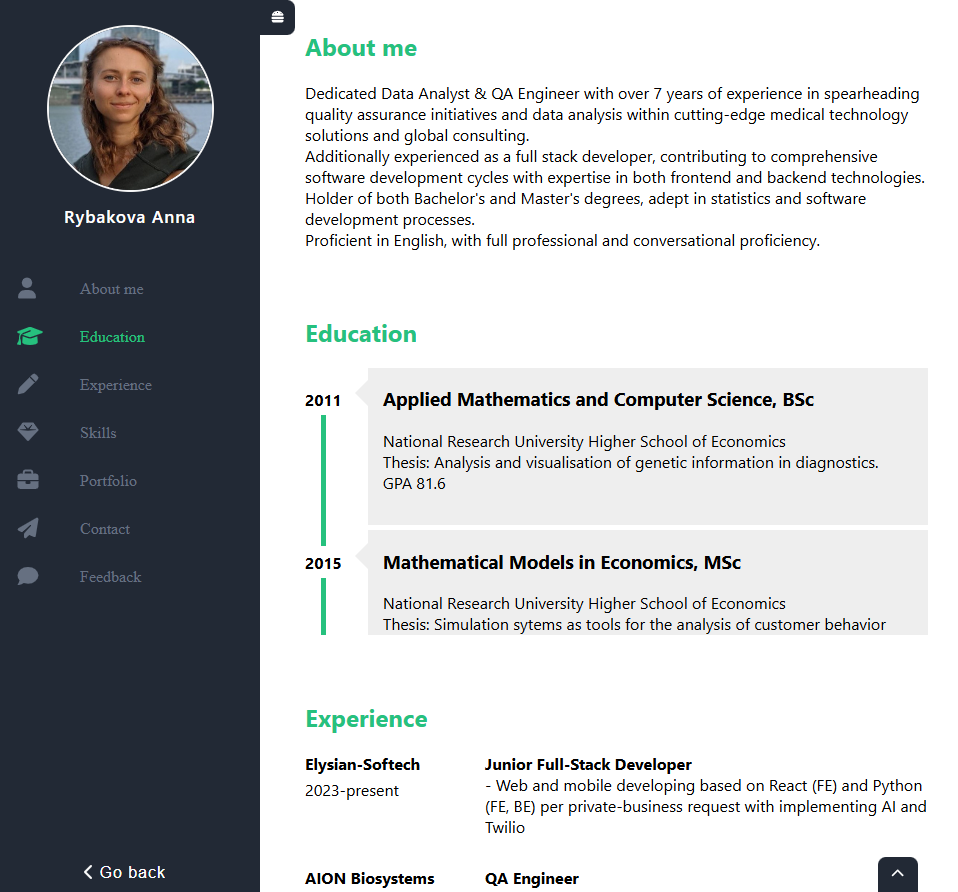 Rybakova Anna
About me
Education
Experience
Skills
Portfolio
Contact
Feedback
Go back
About me
Dedicated Data Analyst & QA Engineer with over 7 years of experience in spearheading
quality assurance initiatives and data analysis within cutting-edge medical technology
solutions and global consulting.
Additionally experienced as a full stack developer, contributing to comprehensive
software development cycles with expertise in both frontend and backend technologies.
Holder of both Bachelor's and Master's degrees, adept in statistics and software
development processes.
Proficient in English, with full professional and conversational proficiency.
Education
2011
Applied Mathematics and Computer Science, BSc
National Research University Higher School of Economics
Thesis: Analysis and visualisation of genetic information in diagnostics.
GPA 81.6
2015
Mathematical Models in Economics, MSc
National Research University Higher School of Economics
Thesis: Simulation sytems as tools for the analysis of customer behavior
Experience
Elysian-Softech
2023-present
Junior Full-Stack Developer
- Web and mobile developing based on React (FE) and Python
(FE, BE) per private-business request with implementing AI and
Twilio
AION Biosystems
QA Engineer